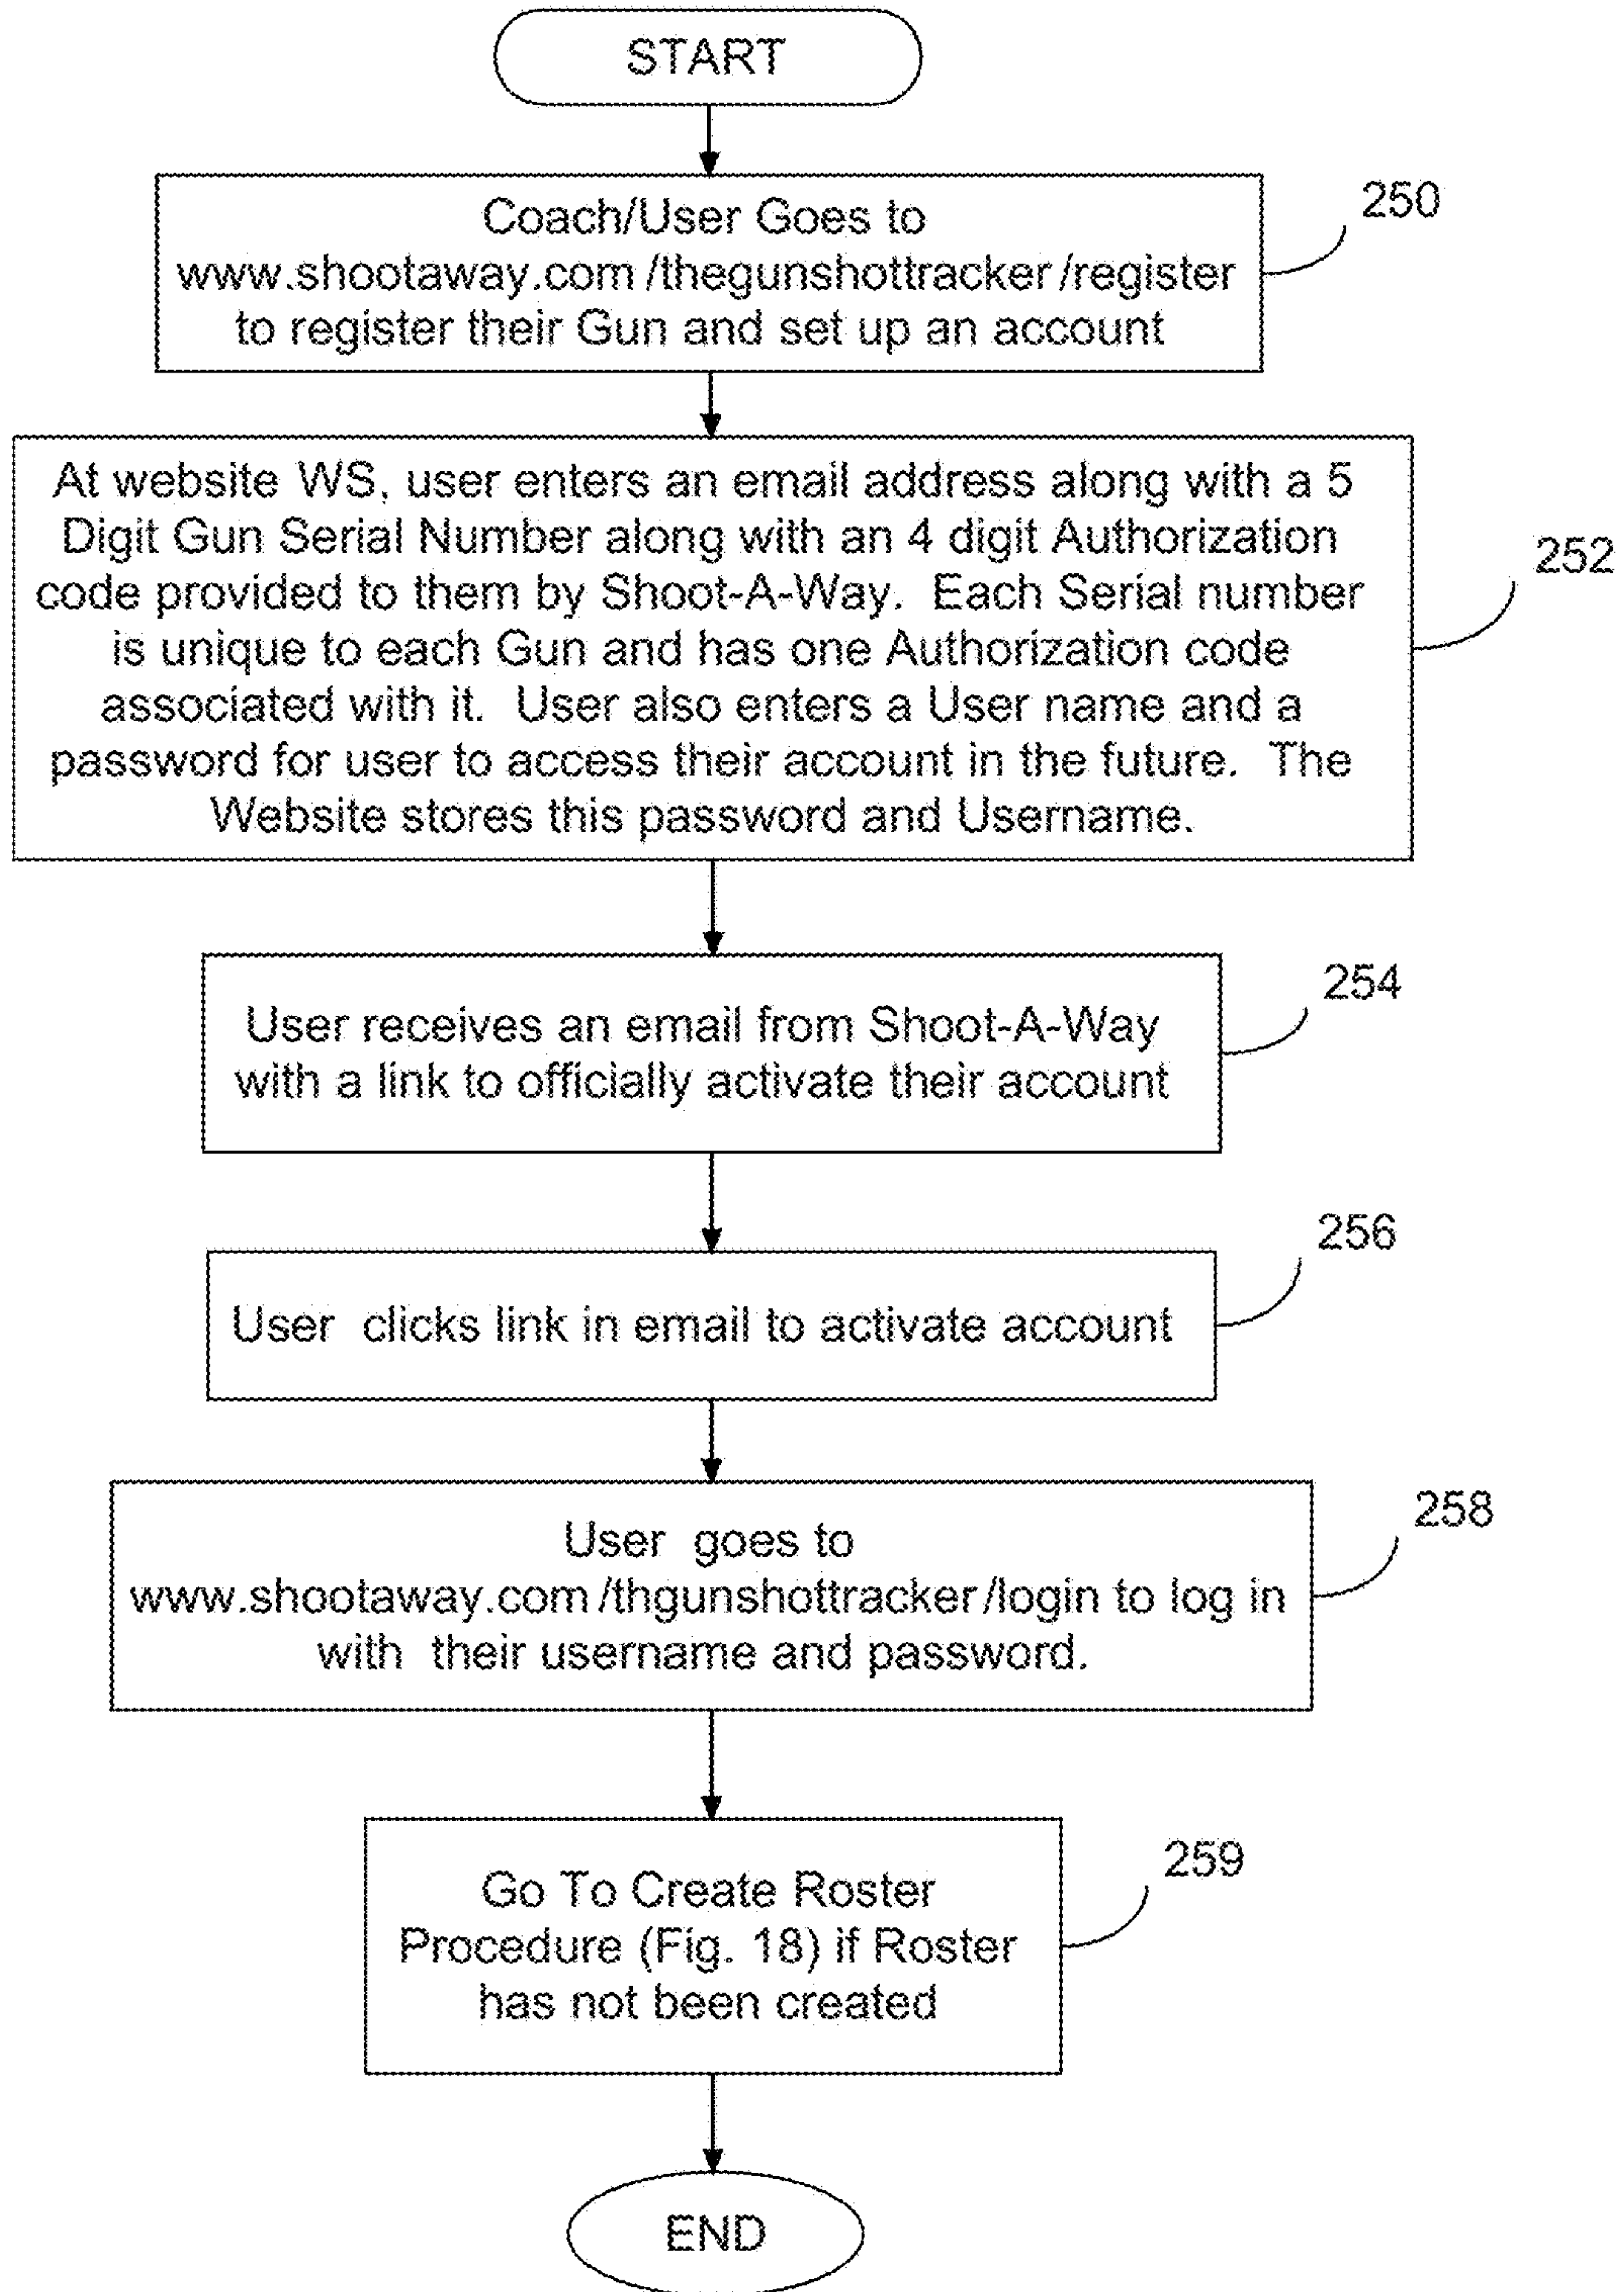 START
Coach/User Goes to
250
www.shootaway.com/thegunshottracker/register
to register their Gun and set up an account
At website WS, user enters an email address along with a 5
Digit Gun Serial Number along with an 4 digit Authorization
252
code provided to them by Shoot-A-Way. Each Serial number
is unique to each Gun and has one Authorization code
associated with it. User also enters a User name and a
password for user to access their account in the future. The
Website stores this password and Username.
254
User receives an email from Shoot-A-Way
with a link to officially activate their account
256
User clicks link in email to activate account
258
User goes to
www.shootaway.com/thgunshottracker/login to log in
with their username and password.
259
Go To Create Roster
Procedure (Fig. 18) if Roster
has not been created
END